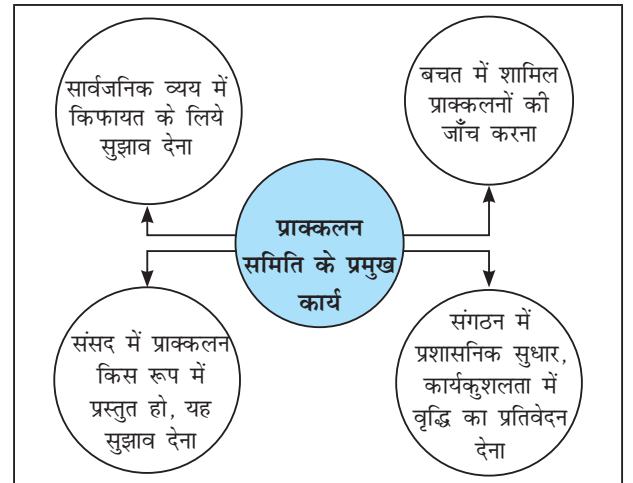 सार्वजनिक व्यय में
किफायत के लिये
सुझाव देना
बचत में शामिल
प्राक्कलनों की
जाँच करना
प्राक्कलन
समिति के प्रमुख
कार्य
संसद में प्राक्कलन
किस रूप में
प्रस्तुत हो, यह
सुझाव देना
संगठन में
प्रशासनिक सुधार,
कार्यकुशलता में
वृद्धि का प्रतिवेदन
देना